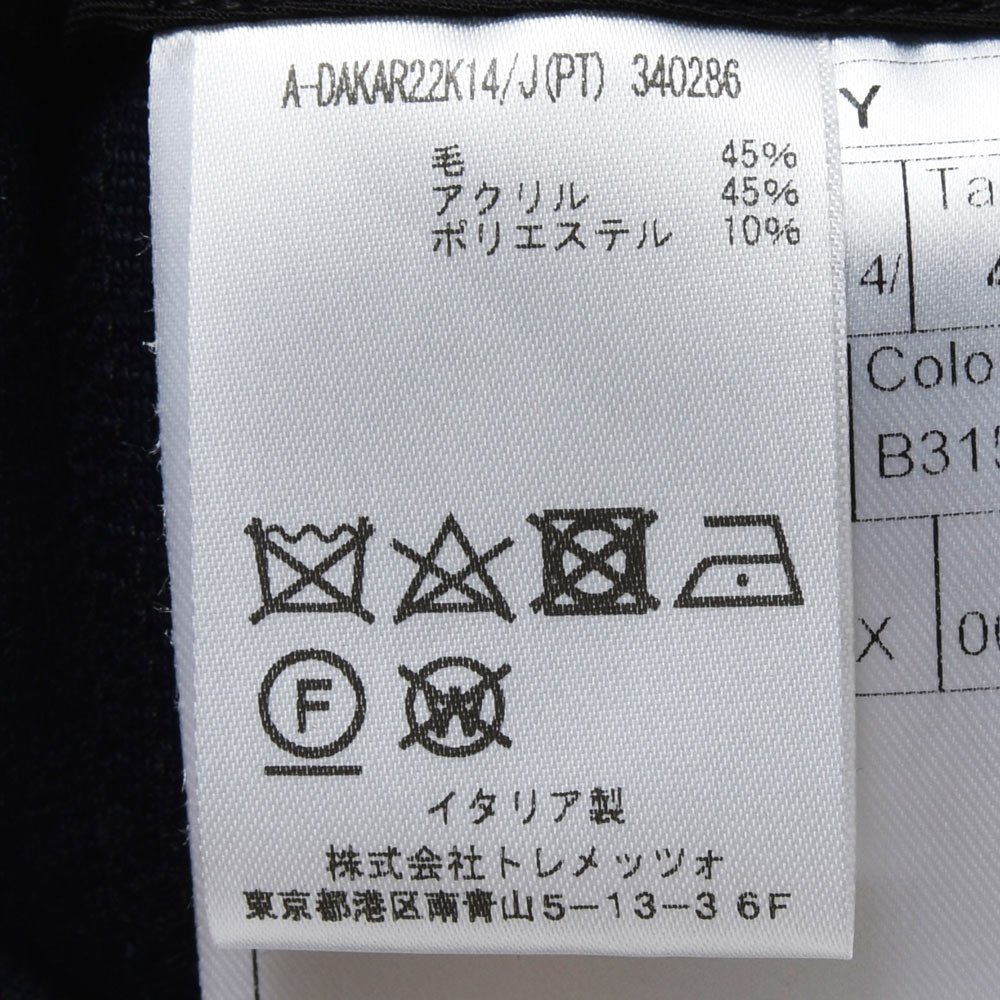 A-DAKAR22K14/J(PT) 340286
毛 45%
アクリル 45%
ポリエステル 10%
F
W
イタリア製
株式会社トレメッツォ
東京都港区南青山5-13-3 6F
Y
Ta
4/
Colo
B315
X